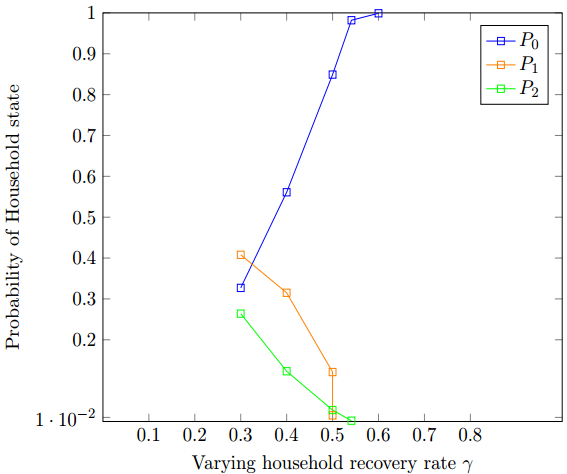 1
0.9
0.8
0.7
0.6
0.5
0.4
0.3
0.2
1 · 10⁻²
0.1 0.2 0.3 0.4 0.5 0.6 0.7 0.8
Probability of Household state
Varying household recovery rate γ
P₀
P₁
P₂